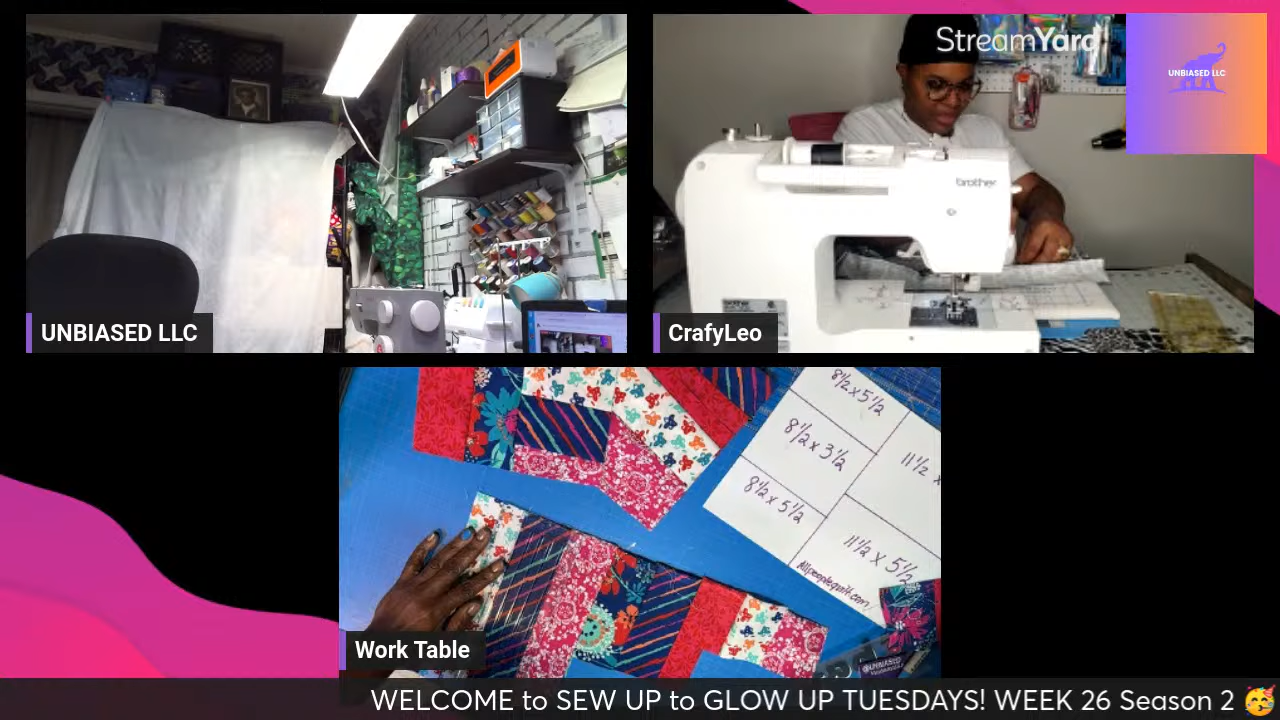 StreamYard
UNBIASED LLC
brother
UNBIASED LLC
CrafyLeo
8½ x 5½
8½ x 3½
11½ x
8½ x 5½
11½ x 5½
Allpeoplequilt.com/
Work Table
@UNBIASED
WELCOME to SEW UP to GLOW UP TUESDAYS! WEEK 26 Season 2 🥳